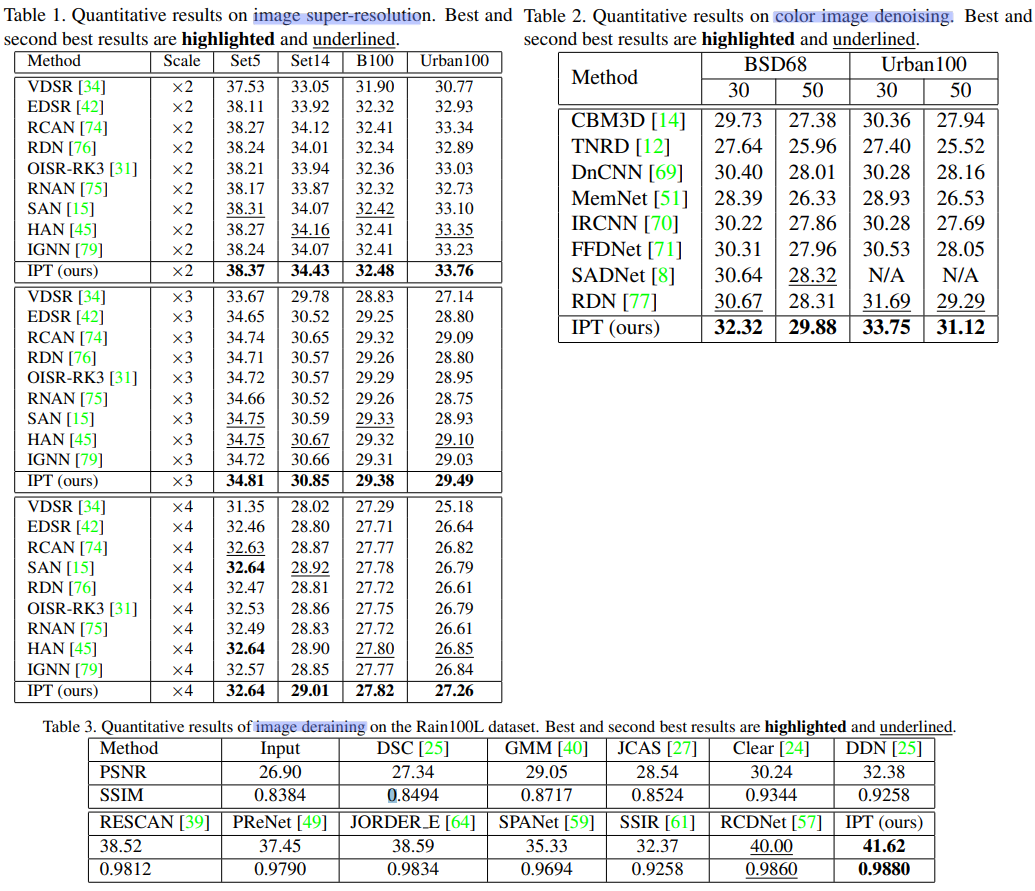 Table 1. Quantitative results on image super-resolution. Best and
second best results are highlighted and underlined.
Method Scale Set5 Set14 B100 Urban100
VDSR [34] ×2 37.53 33.05 31.90 30.77
EDSR [42] ×2 38.11 33.92 32.32 32.93
RCAN [74] ×2 38.27 34.12 32.41 33.34
RDN [76] ×2 38.24 34.01 32.34 32.89
OISR-RK3 [31] ×2 38.21 33.94 32.36 33.03
RNAN [75] ×2 38.17 33.87 32.32 32.73
SAN [15] ×2 38.31 34.07 32.42 33.10
HAN [45] ×2 38.27 34.16 32.41 33.35
IGNN [79] ×2 38.24 34.07 32.41 33.23
IPT (ours) ×2 38.37 34.43 32.48 33.76
VDSR [34] ×3 33.67 29.78 28.83 27.14
EDSR [42] ×3 34.65 30.52 29.25 28.80
RCAN [74] ×3 34.74 30.65 29.32 29.09
RDN [76] ×3 34.71 30.57 29.26 28.80
OISR-RK3 [31] ×3 34.72 30.57 29.29 28.95
RNAN [75] ×3 34.66 30.52 29.26 28.75
SAN [15] ×3 34.75 30.59 29.33 28.93
HAN [45] ×3 34.75 30.67 29.32 29.10
IGNN [79] ×3 34.72 30.66 29.31 29.03
IPT (ours) ×3 34.81 30.85 29.38 29.49
VDSR [34] ×4 31.35 28.02 27.29 25.18
EDSR [42] ×4 32.46 28.80 27.71 26.64
RCAN [74] ×4 32.63 28.87 27.77 26.82
SAN [15] ×4 32.64 28.92 27.78 26.79
RDN [76] ×4 32.47 28.81 27.72 26.61
OISR-RK3 [31] ×4 32.53 28.86 27.75 26.79
RNAN [75] ×4 32.49 28.83 27.72 26.61
HAN [45] ×4 32.64 28.90 27.80 26.85
IGNN [79] ×4 32.57 28.85 27.77 26.84
IPT (ours) ×4 32.64 29.01 27.82 27.26
Table 2. Quantitative results on color image denoising. Best and
second best results are highlighted and underlined.
Method BSD68 Urban100
30 50 30 50
CBM3D [14] 29.73 27.38 30.36 27.94
TNRD [12] 27.64 25.96 27.40 25.52
DnCNN [69] 30.40 28.01 30.28 28.16
MemNet [51] 28.39 26.33 28.93 26.53
IRCNN [70] 30.22 27.86 30.28 27.69
FFDNet [71] 30.31 27.96 30.53 28.05
SADNet [8] 30.64 28.32 N/A N/A
RDN [77] 30.67 28.31 31.69 29.29
IPT (ours) 32.32 29.88 33.75 31.12
Table 3. Quantitative results of image deraining on the Rain100L dataset. Best and second best results are highlighted and underlined.
Method Input DSC [25] GMM [40] JCAS [27] Clear [24] DDN [25]
PSNR 26.90 27.34 29.05 28.54 30.24 32.38
SSIM 0.8384 0.8494 0.8717 0.8524 0.9344 0.9258
RESCAN [39] PReNet [49] JORDER_E [64] SPANet [59] SSIR [61] RCDNet [57] IPT (ours)
38.52 37.45 38.59 35.33 32.37 40.00 41.62
0.9812 0.9790 0.9834 0.9694 0.9258 0.9860 0.9880